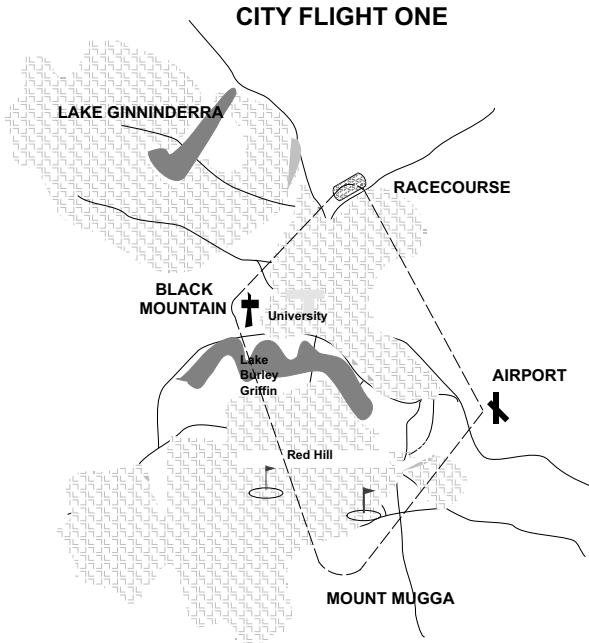 CITY FLIGHT ONE
LAKE GINNINDERRA
RACECOURSE
BLACK
MOUNTAIN
University
Lake
Burley
Griffin
AIRPORT
Red Hill
MOUNT MUGGA